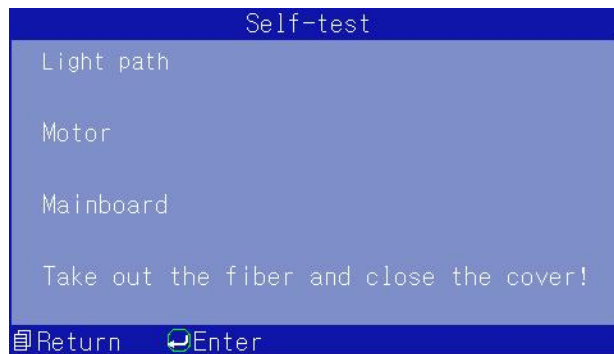 Self-test
Light path
Motor
Mainboard
Take out the fiber and close the cover!
Return Enter